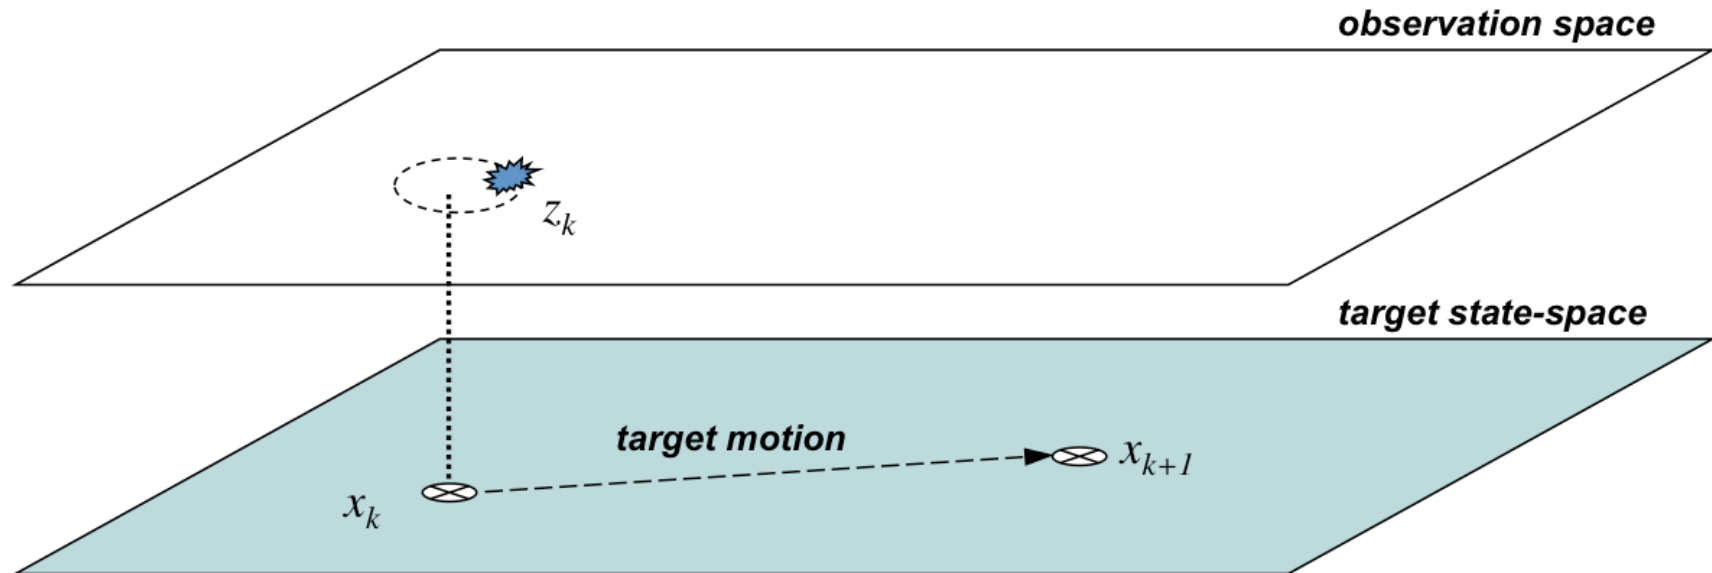 observation space
z_k
target state-space
target motion
x_{k+1}
x_k